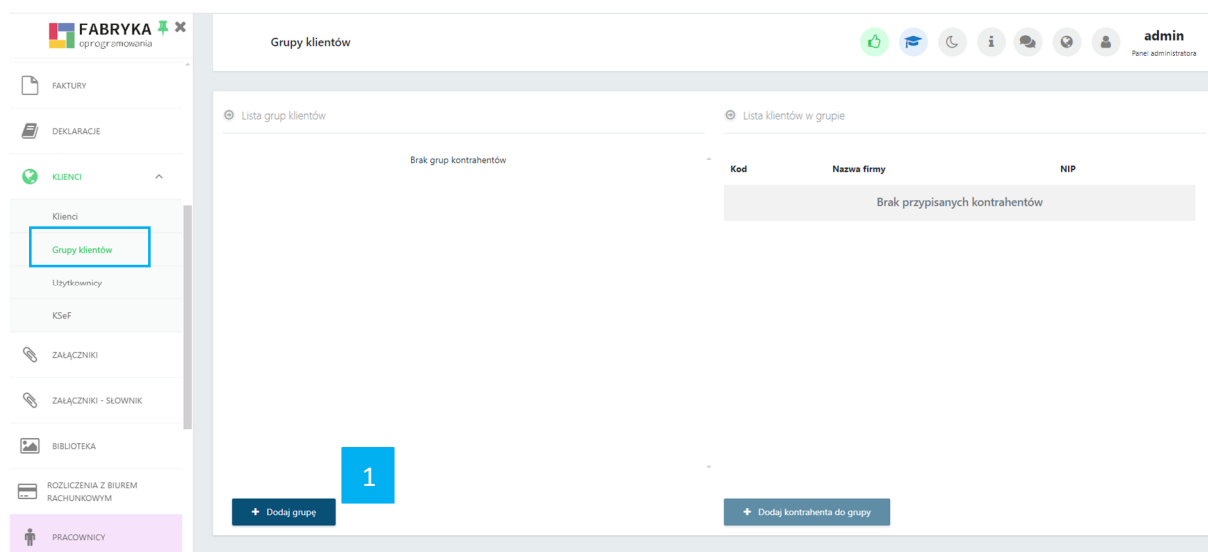 FABRYKA
oprogramowania
FAKTURY
DEKLARACJE
KLIENCI
Klienci
Grupy klientów
Użytkownicy
KSeF
ZAŁĄCZNIKI
ZAŁĄCZNIKI - SŁOWNIK
BIBLIOTEKA
ROZLICZENIA Z BIUREM
RACHUNKOWYM
PRACOWNICY
Grupy klientów
admin
Panel administratora
Lista grup klientów
Brak grup kontrahentów
1
+ Dodaj grupę
Lista klientów w grupie
Kod Nazwa firmy NIP
Brak przypisanych kontrahentów
+ Dodaj kontrahenta do grupy